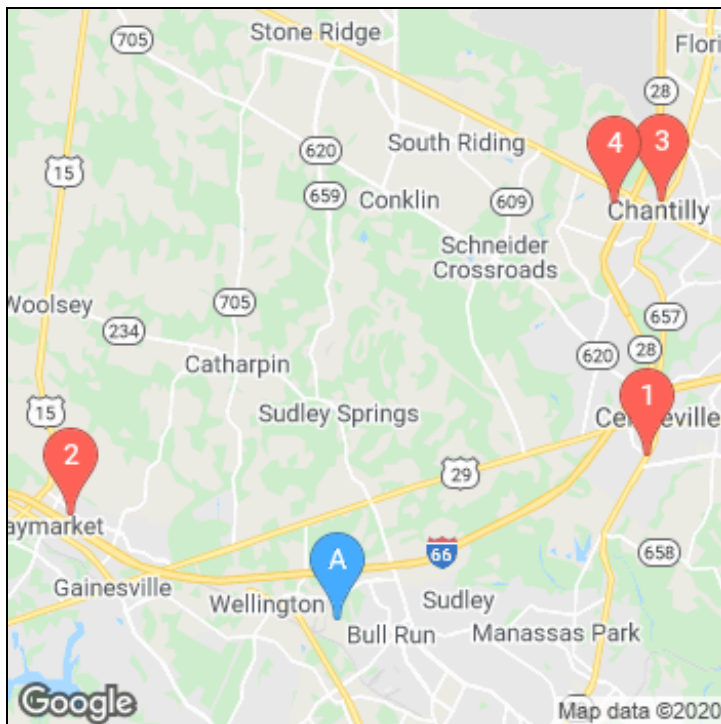 705
Stone Ridge
Flori
28
15
620
South Riding
4
3
659
Conklin
609
Chantilly
Schneider
Crossroads
Woolsey
705
657
234
28
620
Catharpin
15
Sudley Springs
1
Centreville
2
29
aymarket
A
66
658
Gainesville
Wellington
Sudley
Bull Run
Manassas Park
Google
Map data ©2020